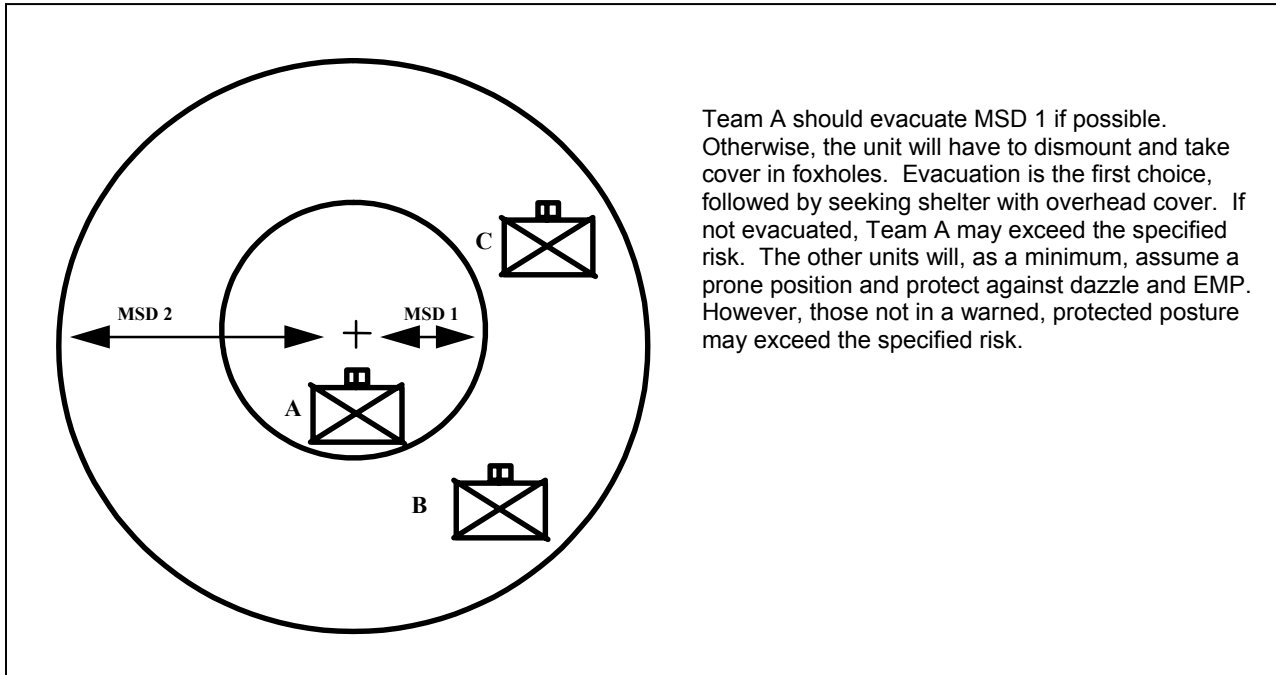 Team A should evacuate MSD 1 if possible.
Otherwise, the unit will have to dismount and take
cover in foxholes. Evacuation is the first choice,
followed by seeking shelter with overhead cover. If
not evacuated, Team A may exceed the specified
risk. The other units will, as a minimum, assume a
prone position and protect against dazzle and EMP.
However, those not in a warned, protected posture
may exceed the specified risk.
C
MSD 2
MSD 1
A
B